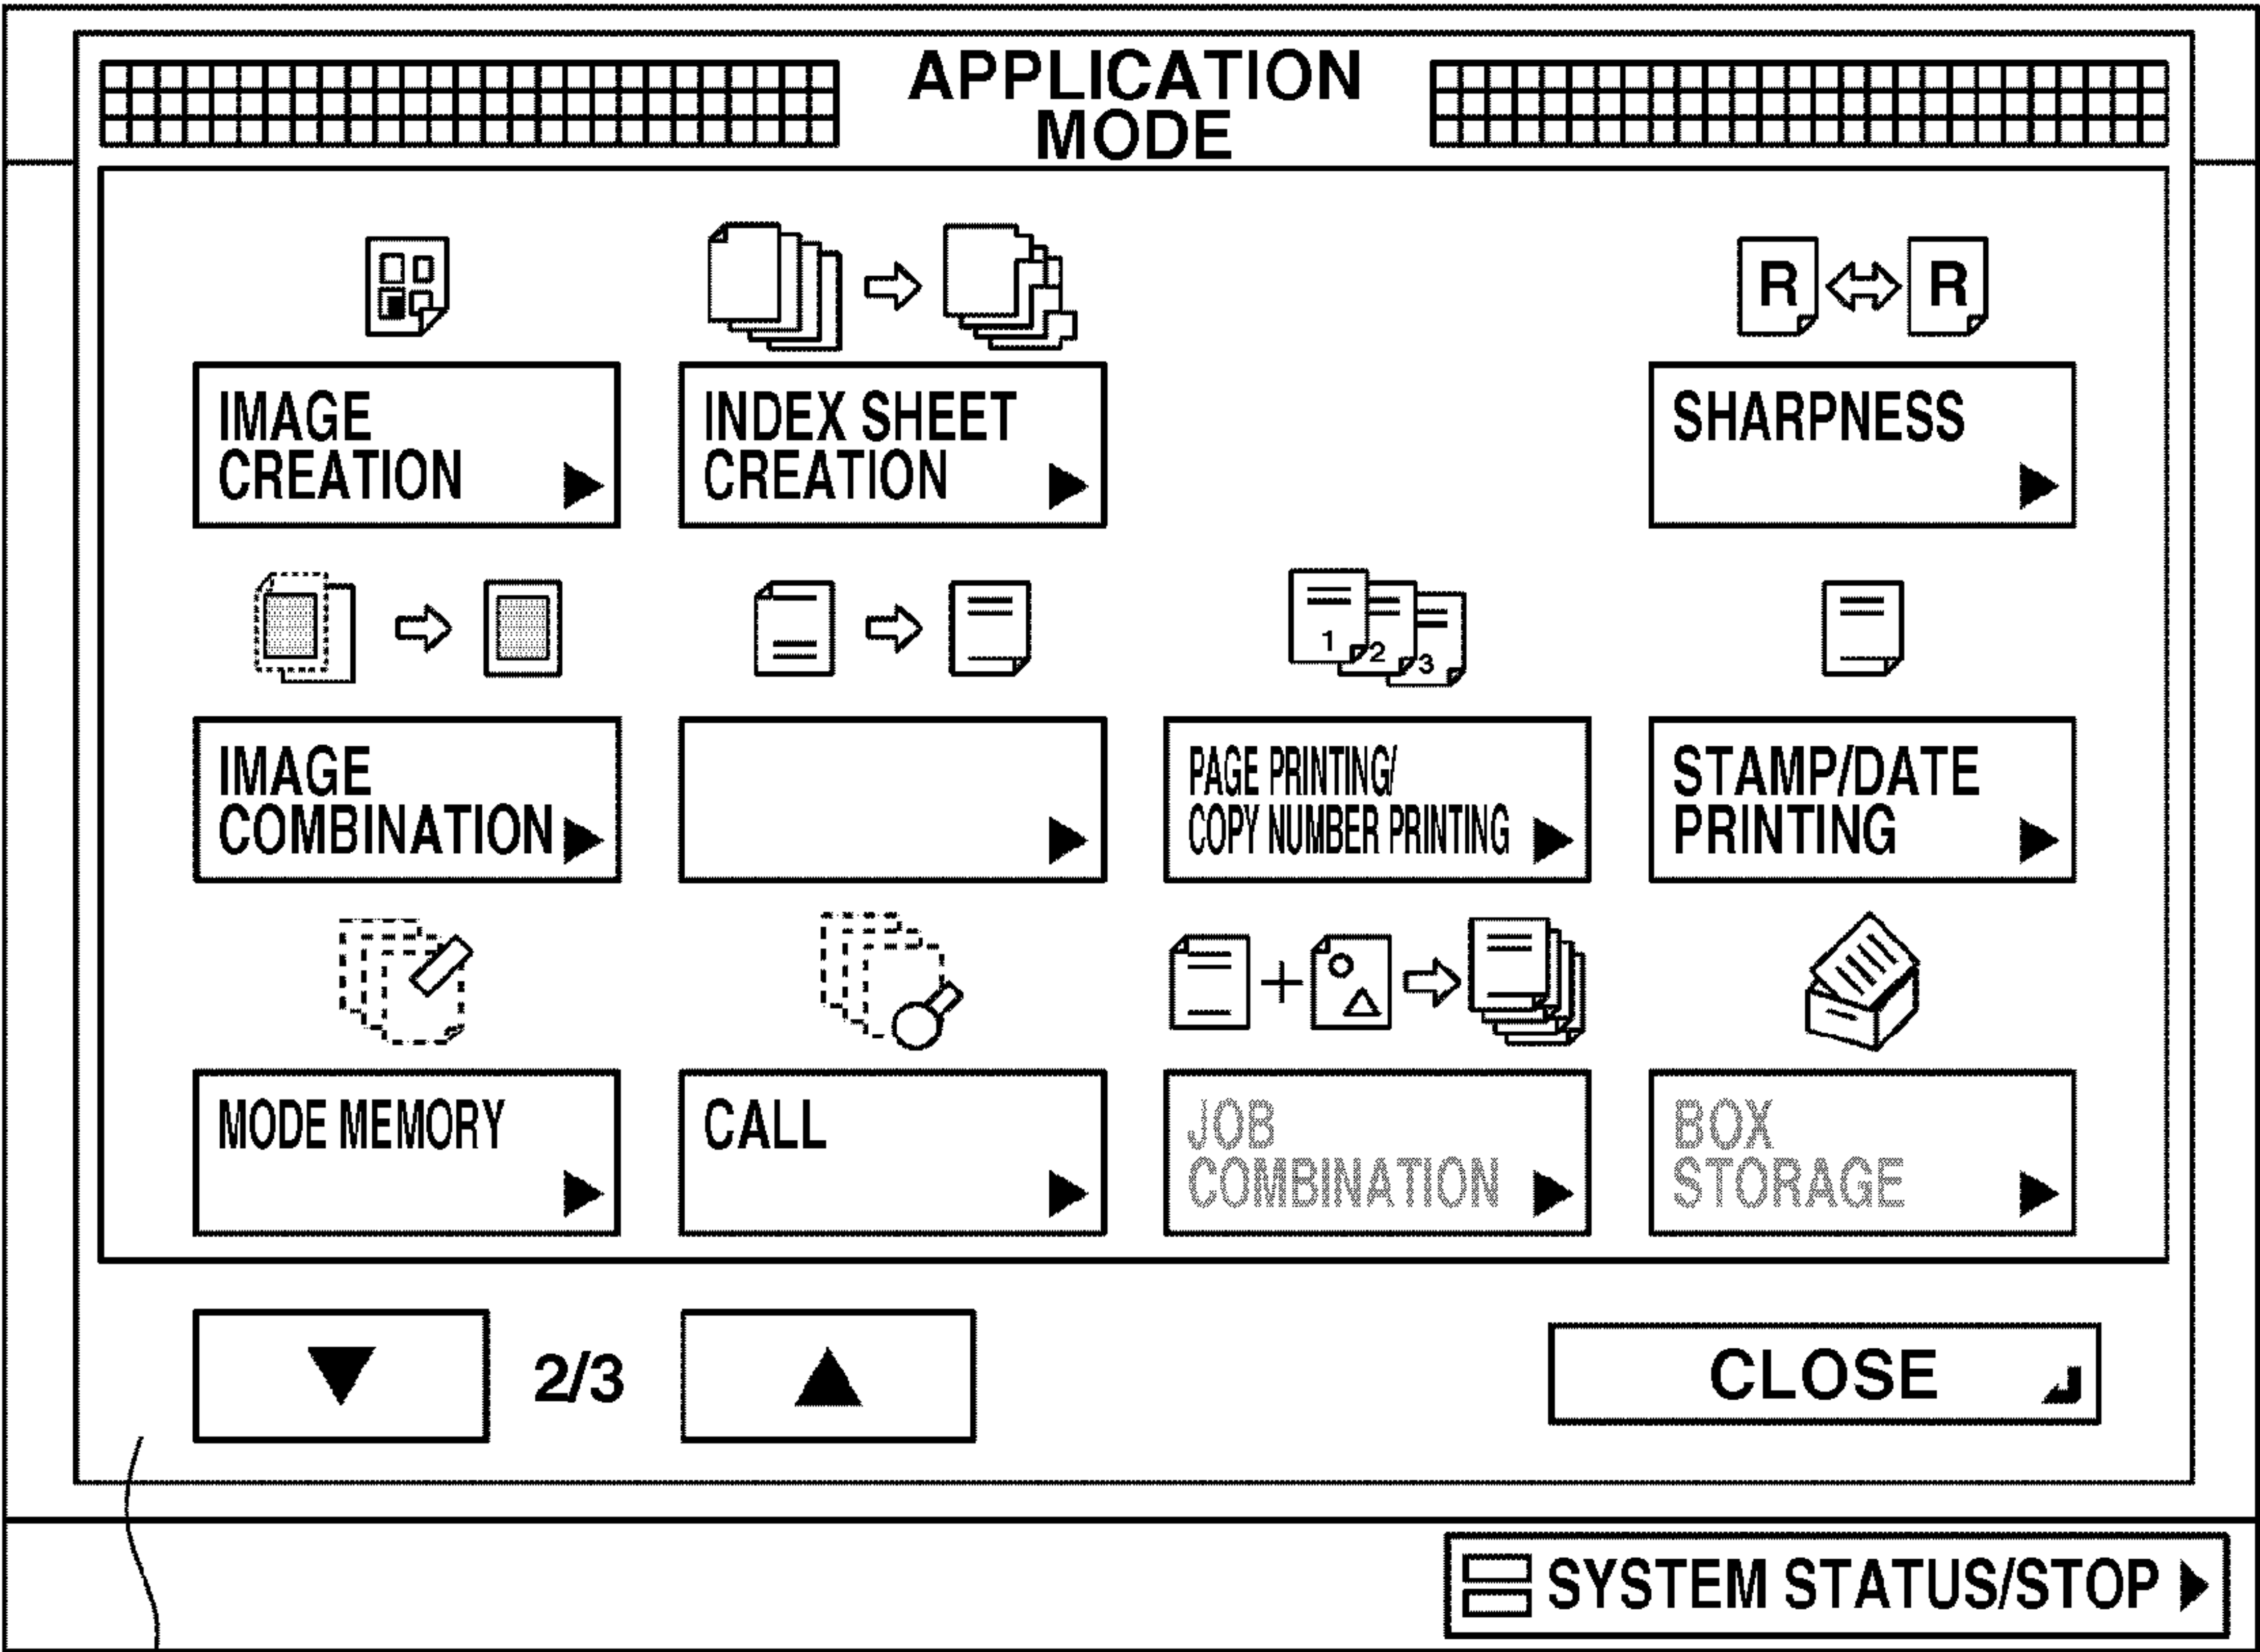 APPLICATION
MODE
R R
IMAGE
CREATION
INDEX SHEET
CREATION
SHARPNESS
1 2 3
IMAGE
COMBINATION
PAGE PRINTING/
COPY NUMBER PRINTING
STAMP/DATE
PRINTING
MODE MEMORY
CALL
JOB
COMBINATION
BOX
STORAGE
2/3
CLOSE
SYSTEM STATUS/STOP